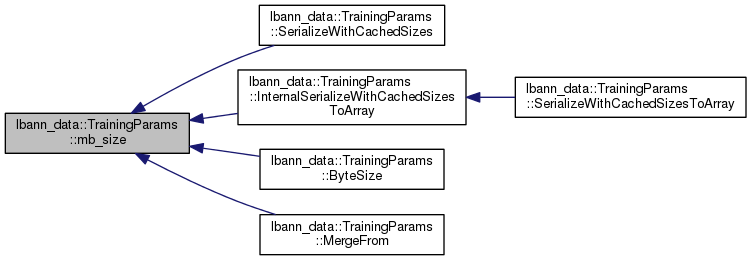 lbann_data::TrainingParams
::SerializeWithCachedSizes
lbann_data::TrainingParams
::InternalSerializeWithCachedSizes
ToArray
lbann_data::TrainingParams
::SerializeWithCachedSizesToArray
lbann_data::TrainingParams
::mb_size
lbann_data::TrainingParams
::ByteSize
lbann_data::TrainingParams
::MergeFrom